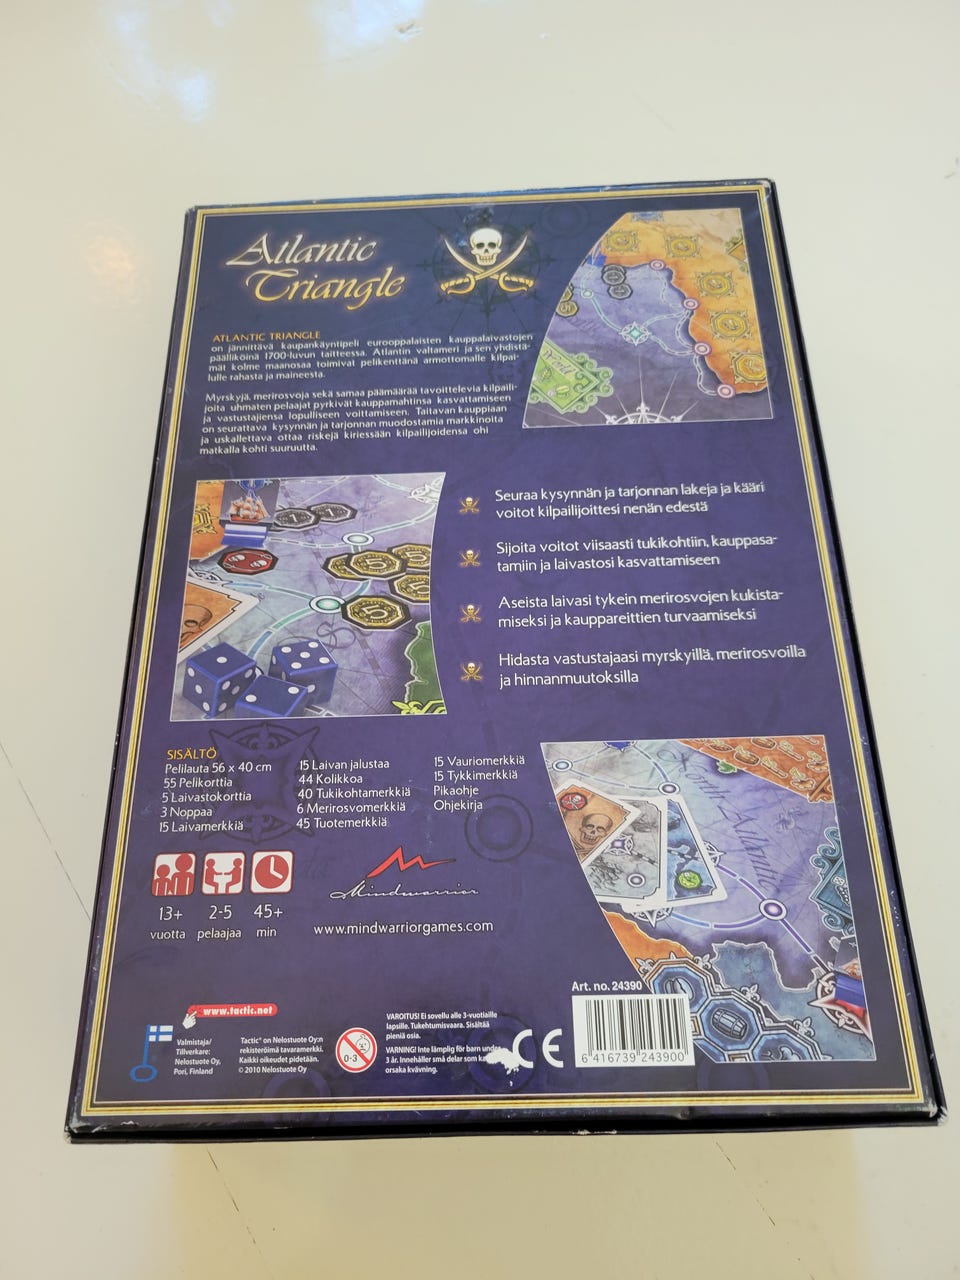 Atlantic
Triangle
ATLANTIC TRIANGLE
on jännittävä kaupankäyntipeli eurooppalaisten kauppalaivastojen
päällikköinä 1700-luvun taitteessa. Atlantin valtameri ja sen yhdistä-
mät kolme maanosaa toimivat pelikenttänä armottomalle kilpai-
lulle rahasta ja maineesta.
Myrskyjä, merirosvoja sekä samaa päämäärää tavoittelevia kilpaili-
joita uhmaten pelaajat pyrkivät kauppamahtinsa kasvattamiseen
ja vastustajiensa lopulliseen voittamiseen. Taitavan kauppiaan
on seurattava kysynnän ja tarjonnan muodostamia markkinoita
ja uskallettava ottaa riskejä kiriessään kilpailijoidensa ohi
matkalla kohti suuruutta.
Seuraa kysynnän ja tarjonnan lakeja ja kääri
voitot kilpailijoittesi nenän edestä
Sijoita voitot viisaasti tukikohtiin, kauppasa-
tamiin ja laivastosi kasvattamiseen
Aseista laivasi tykein merirosvojen kukista-
miseksi ja kauppareittien turvaamiseksi
Hidasta vastustajaasi myrskyillä, merirosvoilla
ja hinnanmuutoksilla
SISÄLTÖ
Pelilauta 56 x 40 cm
55 Pelikorttia
5 Laivastokorttia
3 Noppaa
15 Laivamerkkiä
15 Laivan jalustaa
44 Kolikkoa
40 Tukikohtamerkkiä
6 Merirosvomerkkiä
45 Tuotemerkkiä
15 Vauriomerkkiä
15 Tykkimerkkiä
Pikaohje
Ohjekirja
North Atlantic
13+
vuotta
2-5
pelaajaa
45+
min
Mindwarrior
www.mindwarriorgames.com
www.tactic.net
Valmistaja/
Tillverkare:
Nelostuote Oy,
Pori, Finland
Tactic® on Nelostuote Oy:n
rekisteröimä tavaramerkki.
Kaikki oikeudet pidetään.
© 2010 Nelostuote Oy
0-3
VAROITUS! Ei sovellu alle 3-vuotiaille
lapsille. Tukehtumisvaara. Sisältää
pieniä osia.
VARNING! Inte lämplig för barn under
3 år. Innehåller små delar som
orsaka kvävning.
CE
Art. no. 24390
6 416739 243900